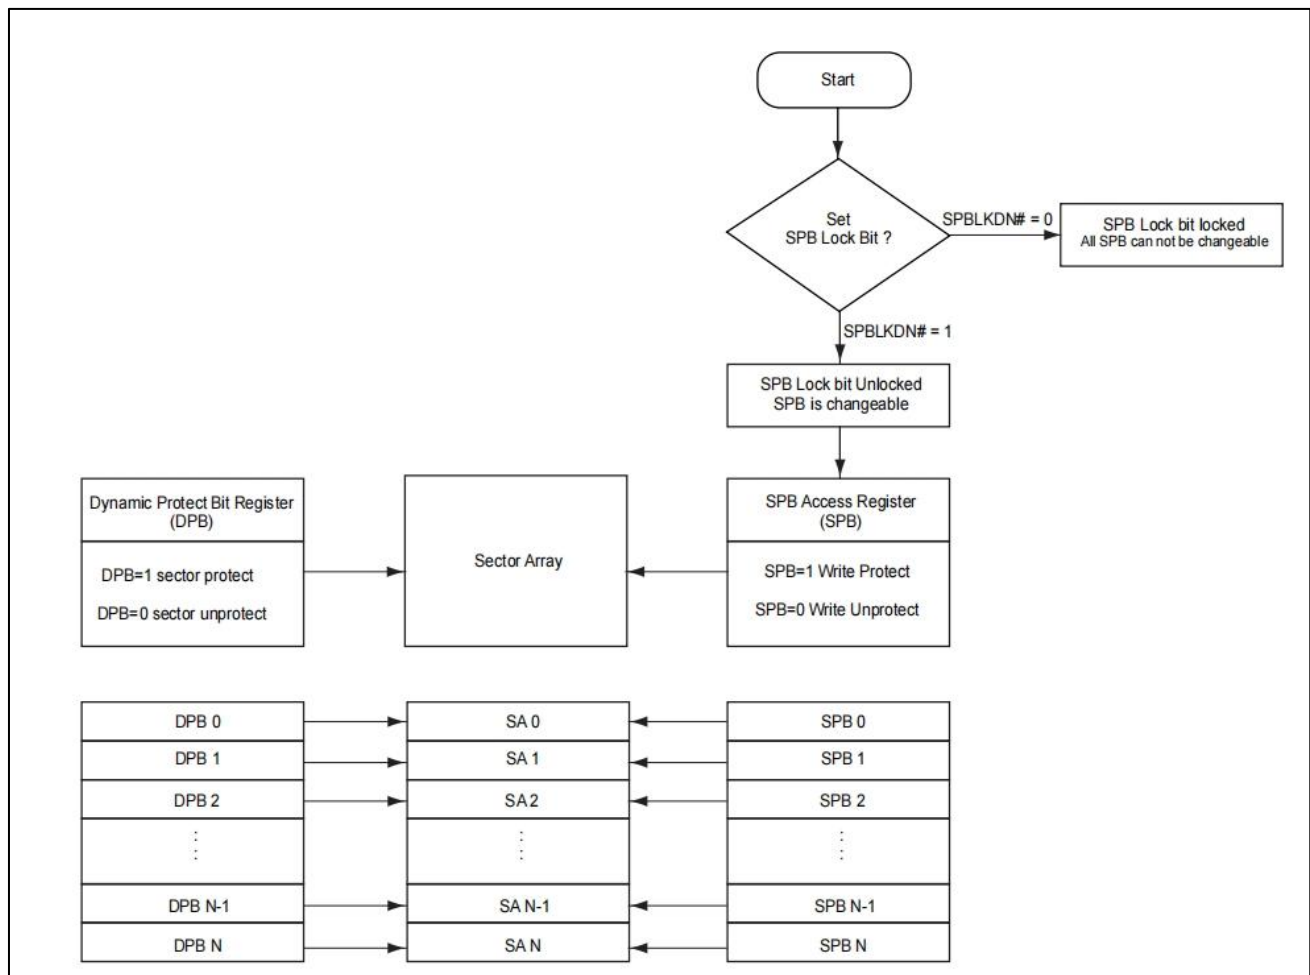 Start
Set
SPB Lock Bit ?
SPBLKDN# = 0
SPB Lock bit locked
All SPB can not be changeable
SPBLKDN# = 1
SPB Lock bit Unlocked
SPB is changeable
Dynamic Protect Bit Register
(DPB)
DPB=1 sector protect
DPB=0 sector unprotect
Sector Array
SPB Access Register
(SPB)
SPB=1 Write Protect
SPB=0 Write Unprotect
DPB 0
SA 0
SPB 0
DPB 1
SA 1
SPB 1
DPB 2
SA 2
SPB 2
DPB N-1
SA N-1
SPB N-1
DPB N
SA N
SPB N